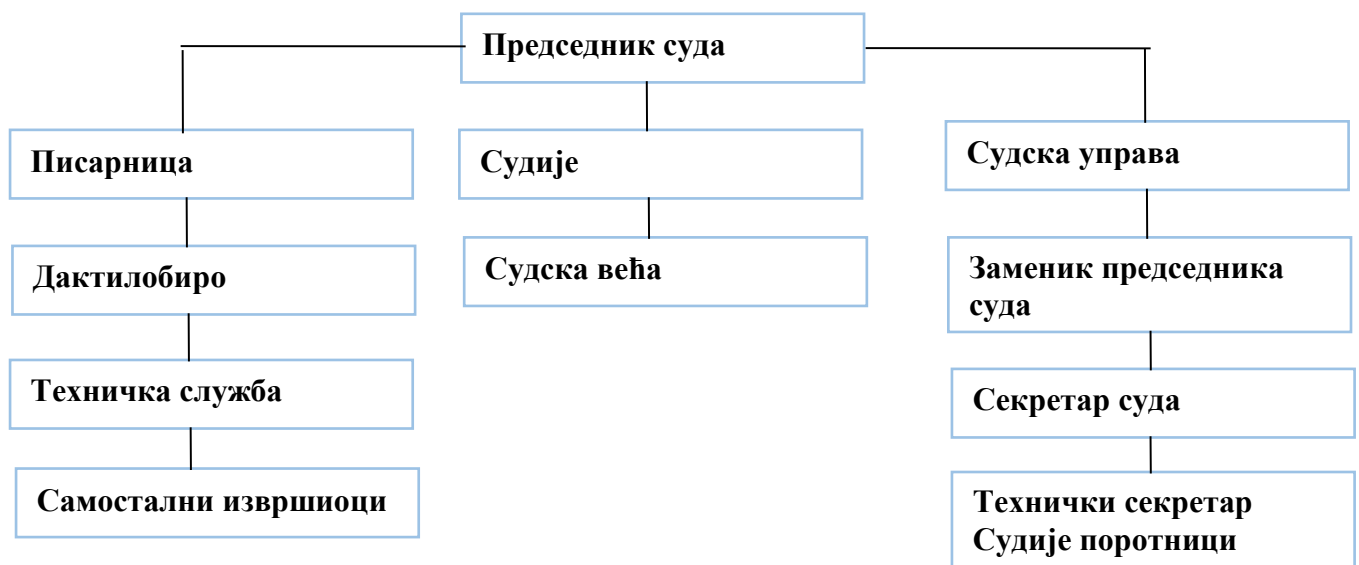 Председник суда
Писарница
Судије
Судска управа
Дактилобиро
Судска већа
Заменик председника
суда
Техничка служба
Секретар суда
Самостални извршиоци
Технички секретар
Судије поротници